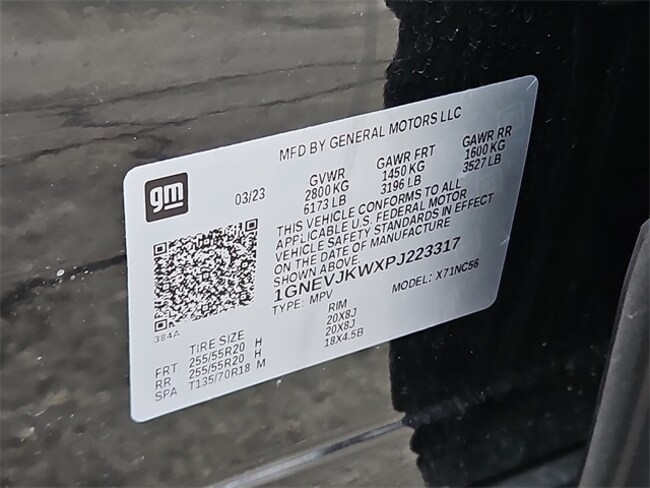 MFD BY GENERAL MOTORS LLC
gm
03/23
GVWR GAWR FRT GAWR RR
2800 KG 1450 KG 1600 KG
6173 LB 3196 LB 3527 LB
THIS VEHICLE CONFORMS TO ALL
APPLICABLE U.S. FEDERAL MOTOR
VEHICLE SAFETY STANDARDS IN EFFECT
ON THE DATE OF MANUFACTURE
SHOWN ABOVE.
1GNEVJKWXPJ223317
TYPE: MPV MODEL: X71NC56
384A
TIRE SIZE RIM
FRT 255/55R20 H 20X8J
RR 255/55R20 H 20X8J
SPA T135/70R18 M 18X4.5B